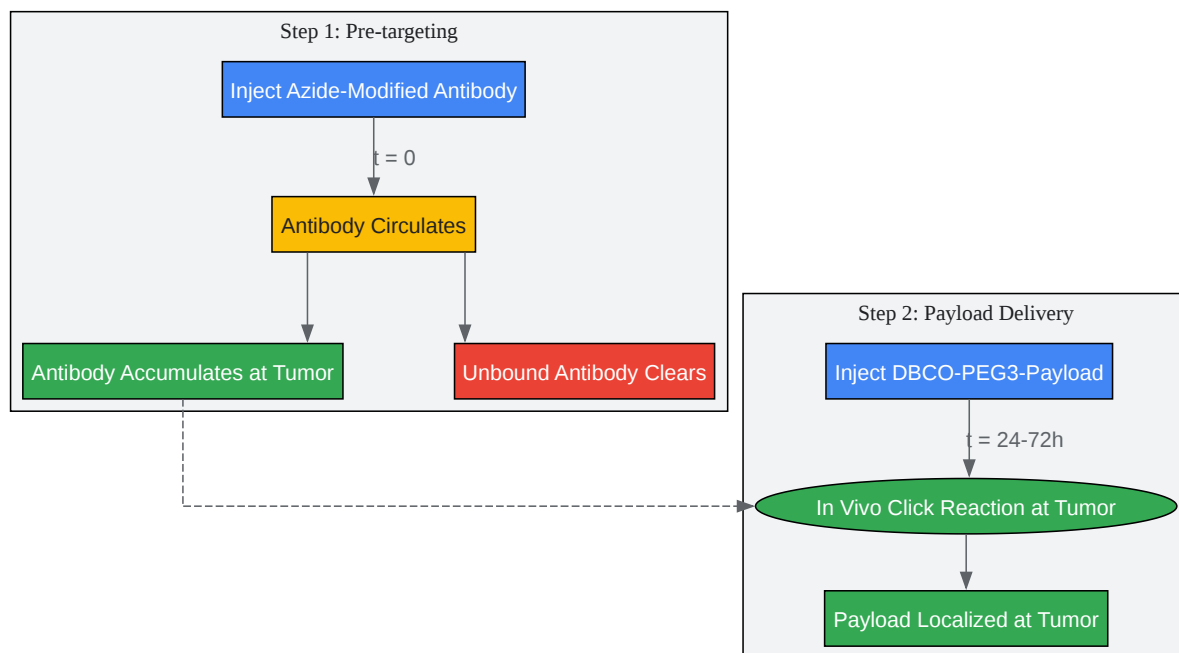 Step 1: Pre-targeting
Inject Azide-Modified Antibody
t = 0
Antibody Circulates
Antibody Accumulates at Tumor
Unbound Antibody Clears
Step 2: Payload Delivery
Inject DBCO-PEG3-Payload
t = 24-72h
In Vivo Click Reaction at Tumor
Payload Localized at Tumor